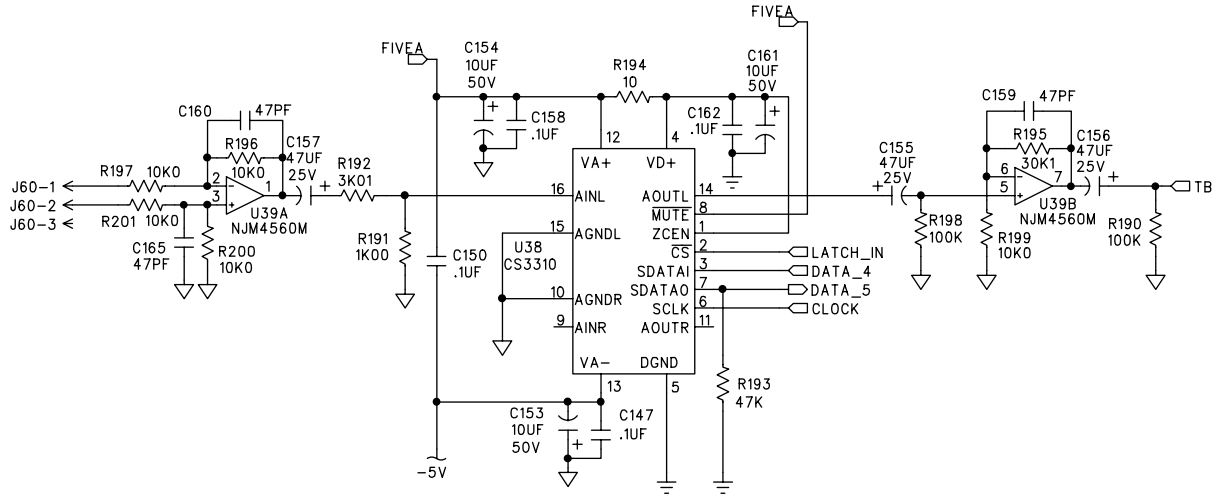 FIVEA
FIVEA
C154
10UF
50V
R194
10
C161
10UF
50V
C160
47PF
C158
.1UF
C162
.1UF
C159
47PF
12
4
R196
10K0
C157
47UF
25V
+
R192
3K01
VA+
VD+
C155
47UF
25V
+
R195
30K1
C156
47UF
25V
+
R197
10K0
J60-1
J60-2
J60-3
R201
10K0
2
3
1
−
+
U39A
NJM4560M
C165
47PF
R200
10K0
R191
1K00
C150
.1UF
16
AINL
15
AGNDL
U38
CS3310
10
AGNDR
9
AINR
AOUTL
14
MUTE
8
ZCEN
1
CS
2
LATCH_IN
SDATAI
3
DATA_4
SDATAO
7
DATA_5
SCLK
6
CLOCK
AOUTR
11
VA-
DGND
13
5
6
5
7
−
+
U39B
NJM4560M
R198
100K
R199
10K0
R190
100K
TB
R193
47K
C153
10UF
50V
+
C147
.1UF
-5V
+
+